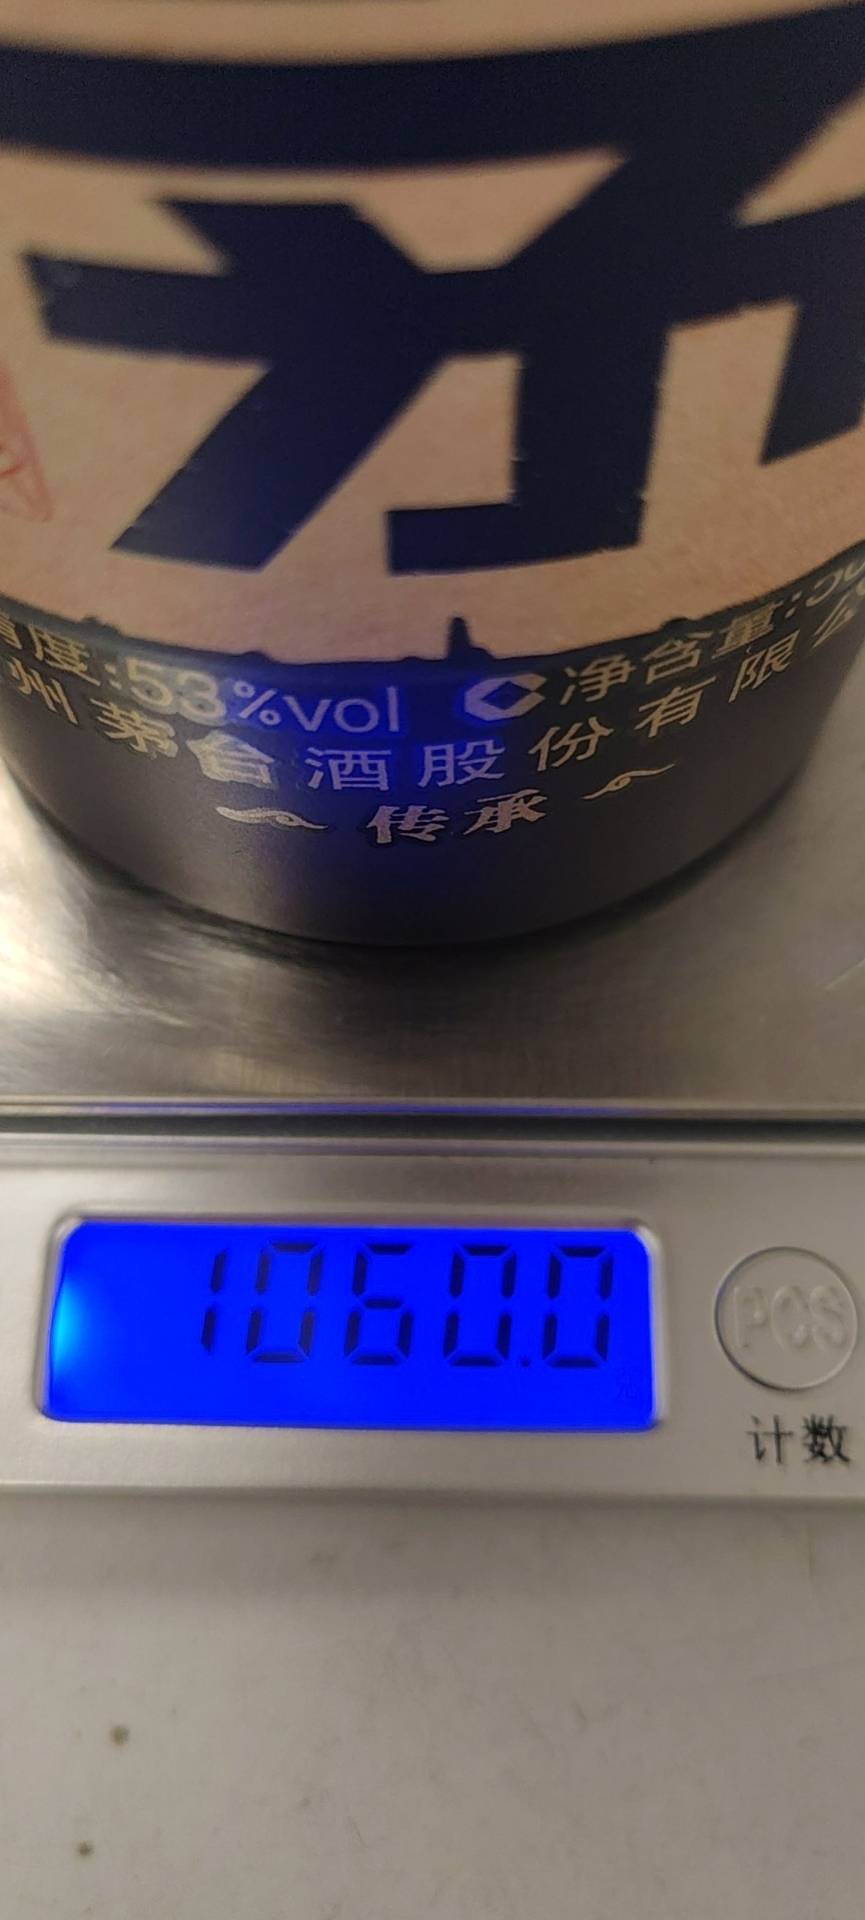 度:53%vol 净含量:
州茅台酒股份有限公
传承
1060.0
PCS
计数